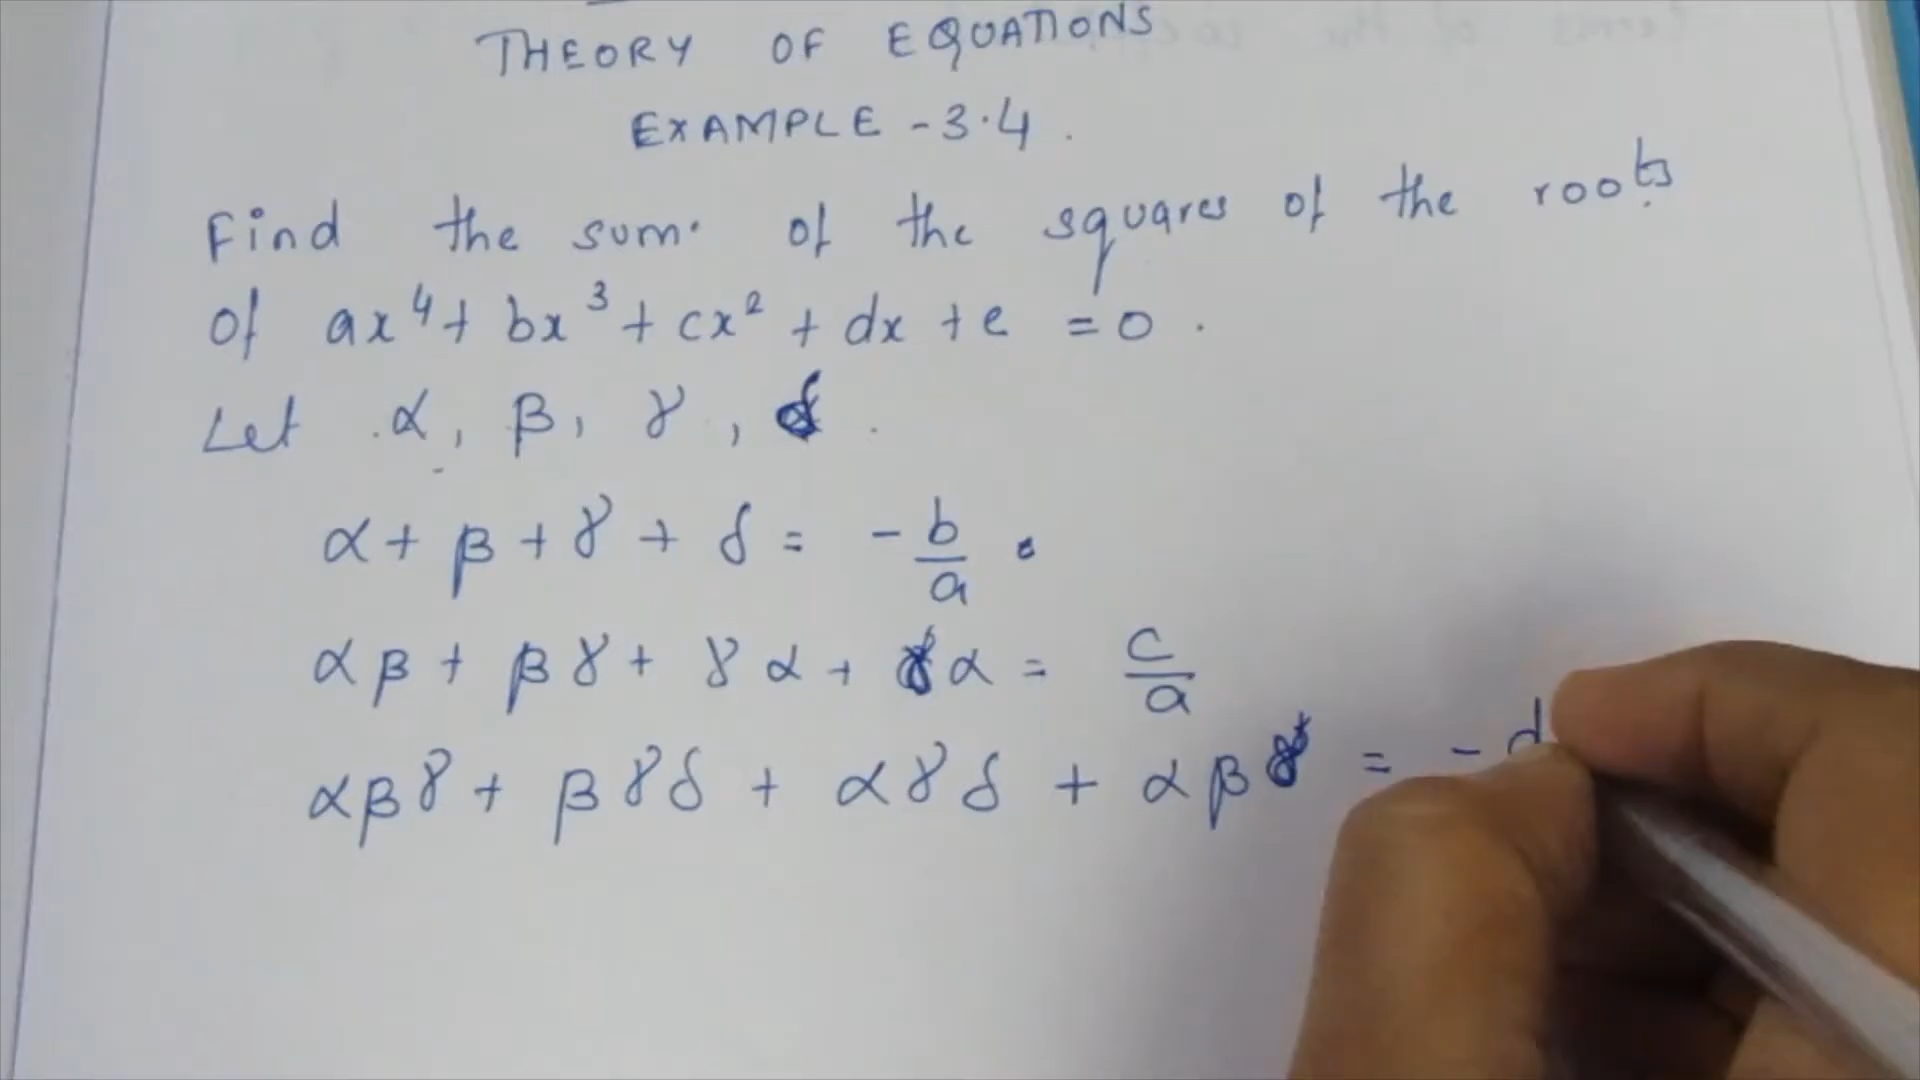 THEORY OF EQUATIONS
EXAMPLE - 3.4.
Find the sum of the squares of the roots
of ax⁴ + bx³ + cx² + dx + e = 0.
Let α, β, γ, δ.
α + β + γ + δ = -b/a.
αβ + βγ + γα + δα = c/a
αβγ + βγδ + αγδ + αβδ = - d